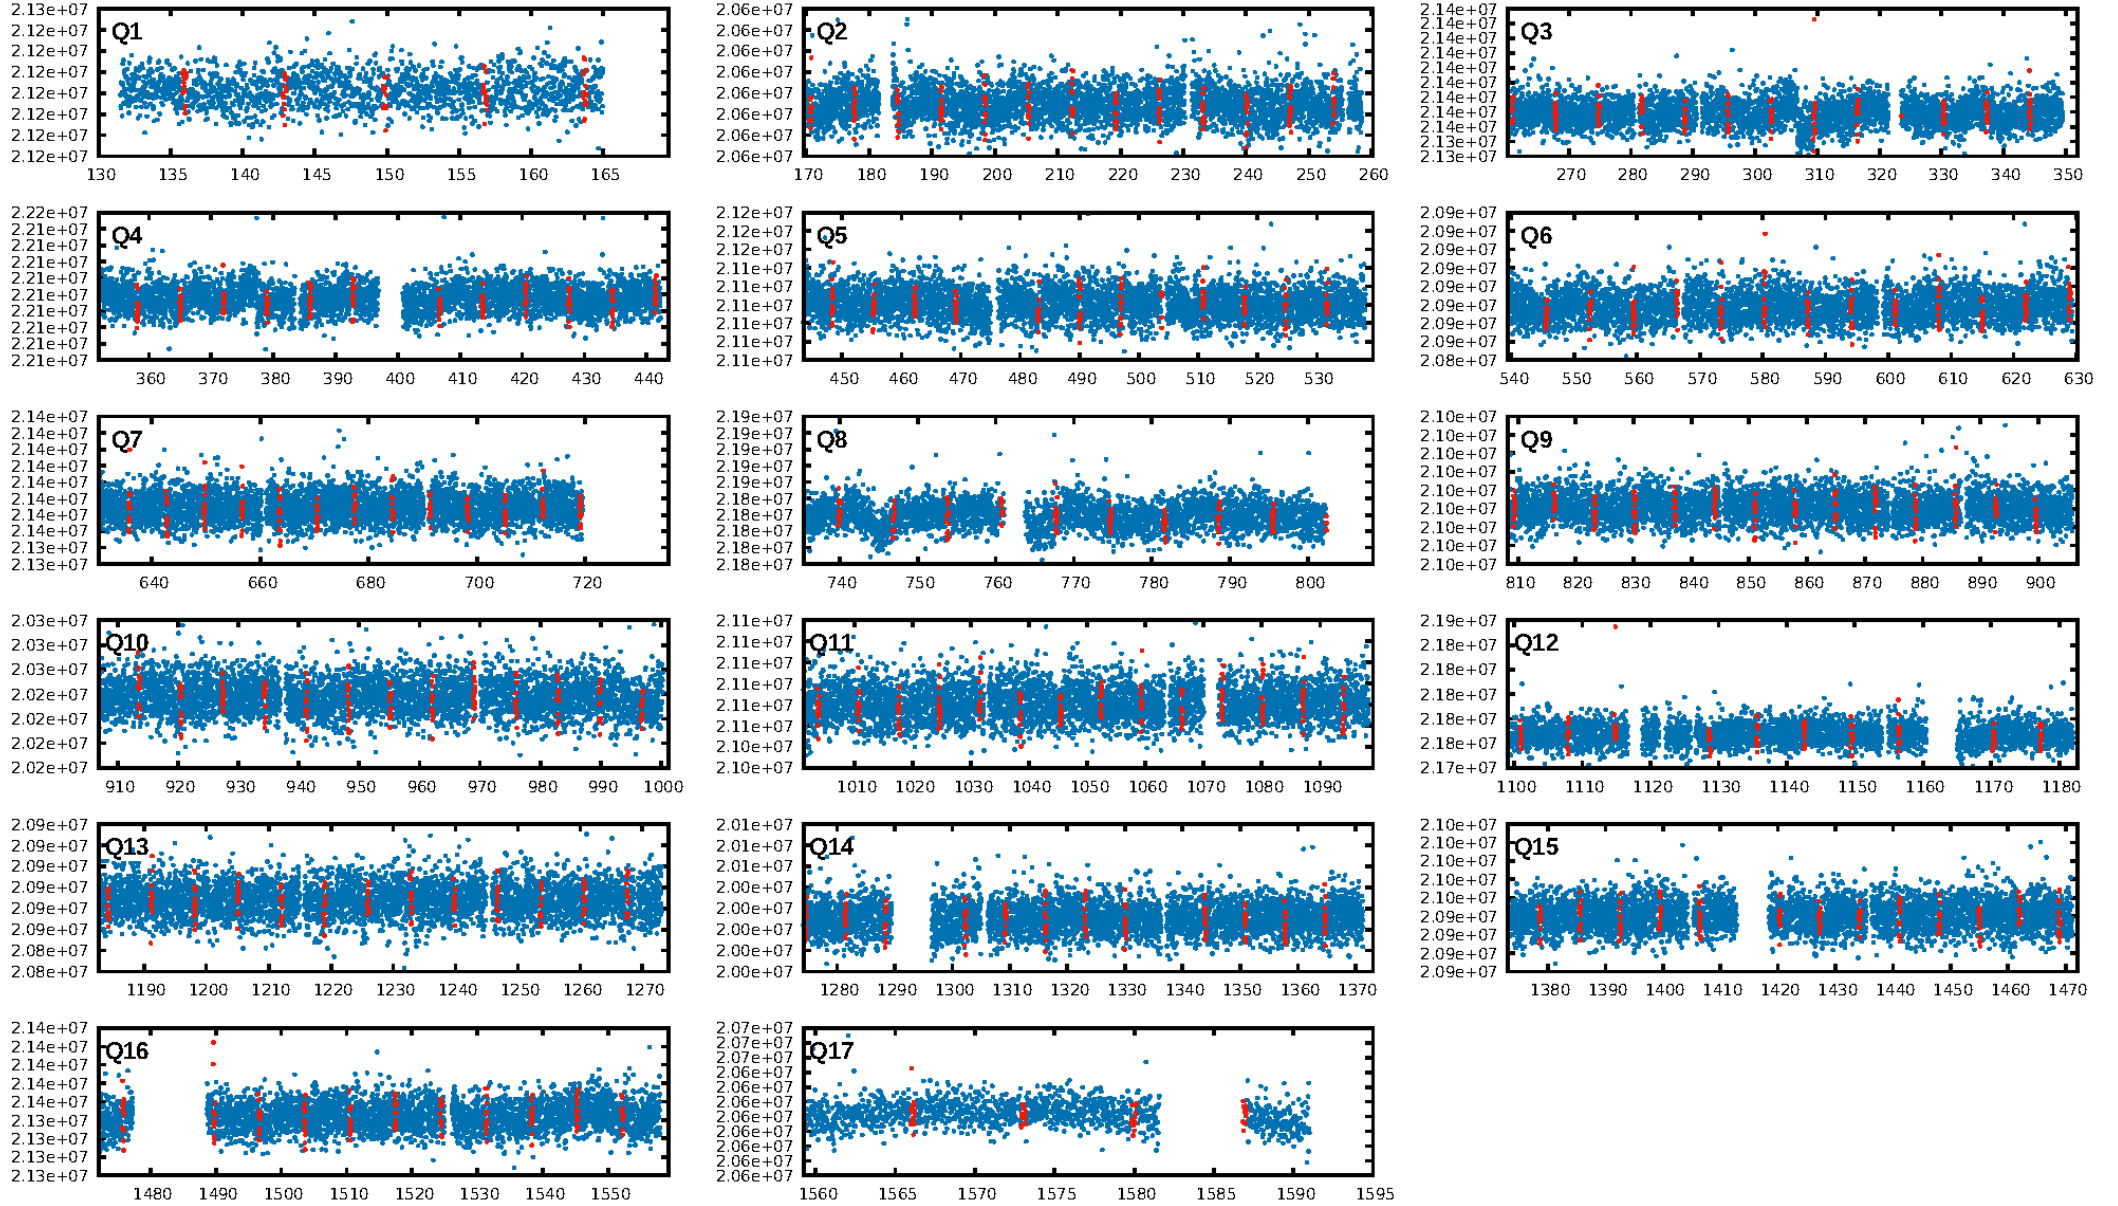 2.13e+07
2.12e+07
2.12e+07
2.12e+07
2.12e+07
2.12e+07
2.12e+07
2.12e+07
Q1
130 135 140 145 150 155 160 165
2.06e+07
2.06e+07
2.06e+07
2.06e+07
2.06e+07
2.06e+07
2.06e+07
2.06e+07
Q2
170 180 190 200 210 220 230 240 250 260
2.14e+07
2.14e+07
2.14e+07
2.14e+07
2.14e+07
2.14e+07
2.14e+07
2.14e+07
2.14e+07
2.13e+07
2.13e+07
Q3
270 280 290 300 310 320 330 340 350
2.22e+07
2.21e+07
2.21e+07
2.21e+07
2.21e+07
2.21e+07
2.21e+07
2.21e+07
2.21e+07
2.21e+07
Q4
360 370 380 390 400 410 420 430 440
2.12e+07
2.12e+07
2.12e+07
2.11e+07
2.11e+07
2.11e+07
2.11e+07
2.11e+07
2.11e+07
Q5
450 460 470 480 490 500 510 520 530
2.09e+07
2.09e+07
2.09e+07
2.09e+07
2.09e+07
2.09e+07
2.09e+07
2.09e+07
2.08e+07
Q6
540 550 560 570 580 590 600 610 620 630
2.14e+07
2.14e+07
2.14e+07
2.14e+07
2.14e+07
2.14e+07
2.14e+07
2.14e+07
2.13e+07
2.13e+07
Q7
640 660 680 700 720
2.19e+07
2.19e+07
2.19e+07
2.19e+07
2.19e+07
2.18e+07
2.18e+07
2.18e+07
2.18e+07
2.18e+07
Q8
740 750 760 770 780 790 800
2.10e+07
2.10e+07
2.10e+07
2.10e+07
2.10e+07
2.10e+07
2.10e+07
2.10e+07
2.10e+07
Q9
810 820 830 840 850 860 870 880 890 900
2.03e+07
2.03e+07
2.03e+07
2.02e+07
2.02e+07
2.02e+07
2.02e+07
Q10
910 920 930 940 950 960 970 980 990 1000
2.11e+07
2.11e+07
2.11e+07
2.11e+07
2.11e+07
2.11e+07
2.10e+07
2.10e+07
Q11
1010 1020 1030 1040 1050 1060 1070 1080 1090
2.19e+07
2.18e+07
2.18e+07
2.18e+07
2.18e+07
2.18e+07
2.17e+07
Q12
1100 1110 1120 1130 1140 1150 1160 1170 1180
2.09e+07
2.09e+07
2.09e+07
2.09e+07
2.09e+07
2.09e+07
2.08e+07
2.08e+07
Q13
1190 1200 1210 1220 1230 1240 1250 1260 1270
2.01e+07
2.01e+07
2.01e+07
2.00e+07
2.00e+07
2.00e+07
2.00e+07
2.00e+07
Q14
1280 1290 1300 1310 1320 1330 1340 1350 1360 1370
2.10e+07
2.10e+07
2.10e+07
2.10e+07
2.10e+07
2.09e+07
2.09e+07
2.09e+07
2.09e+07
Q15
1380 1390 1400 1410 1420 1430 1440 1450 1460 1470
2.14e+07
2.14e+07
2.14e+07
2.14e+07
2.14e+07
2.13e+07
2.13e+07
2.13e+07
2.13e+07
Q16
1480 1490 1500 1510 1520 1530 1540 1550
2.07e+07
2.07e+07
2.07e+07
2.06e+07
2.06e+07
2.06e+07
2.06e+07
2.06e+07
2.06e+07
2.06e+07
2.06e+07
Q17
1560 1565 1570 1575 1580 1585 1590 1595